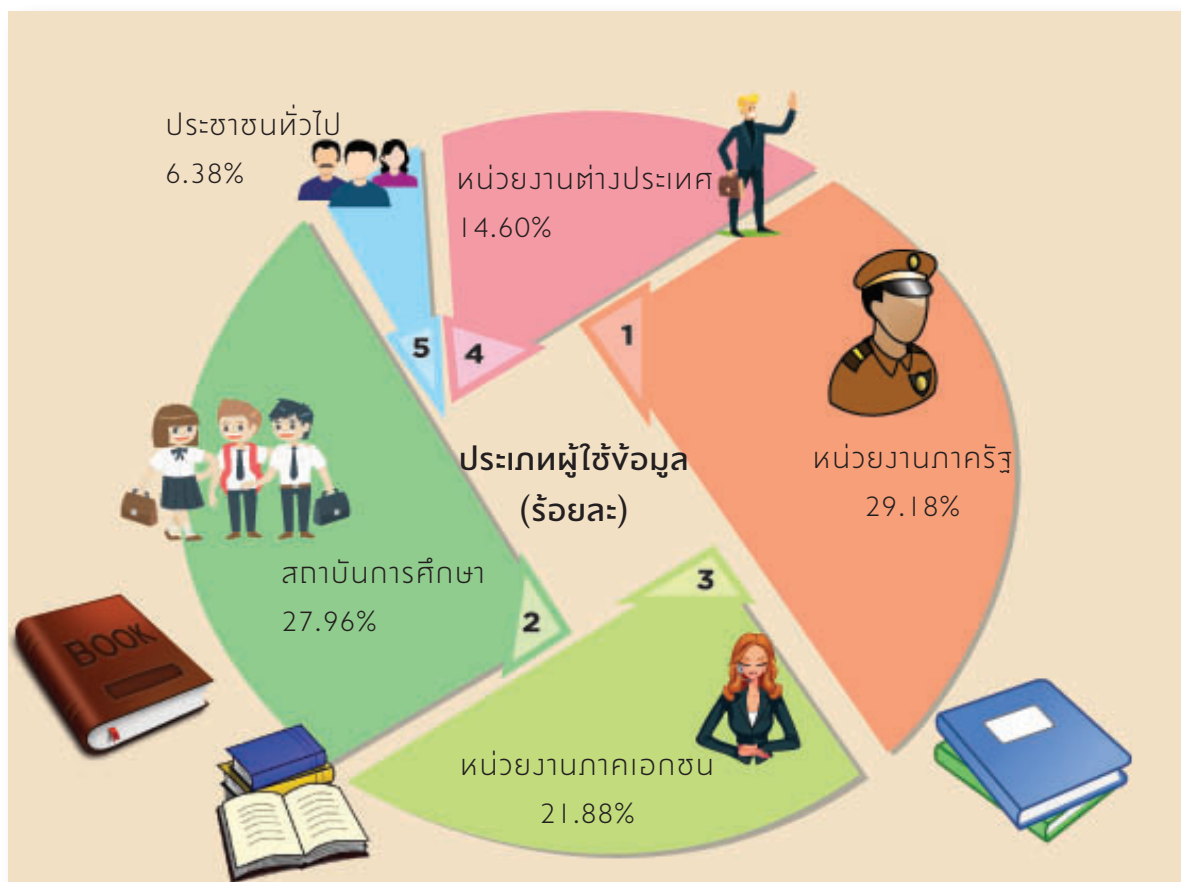 ประชาชนทั่วไป
6.38%
หน่วยงานต่างประเทศ
14.60%
5
4
1
ประเภทผู้ใช้ข้อมูล
(ร้อยละ)
หน่วยงานภาครัฐ
29.18%
สถาบันการศึกษา
27.96%
2
3
BOOK
หน่วยงานภาคเอกชน
21.88%